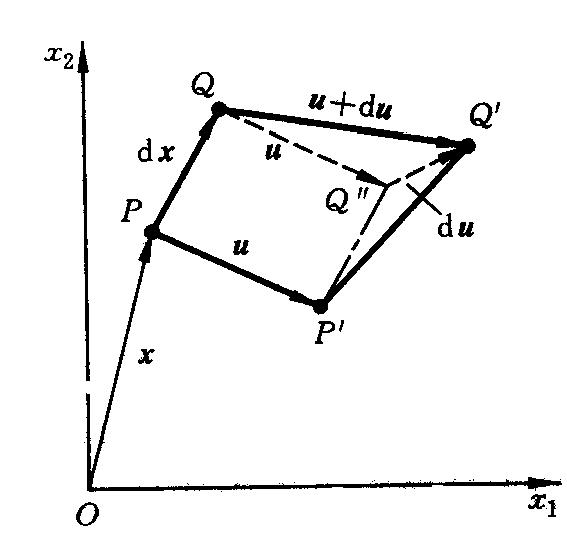 x₂
Q
u+du
Q′
dx
u
Q″
P
du
u
P′
x
O
x₁